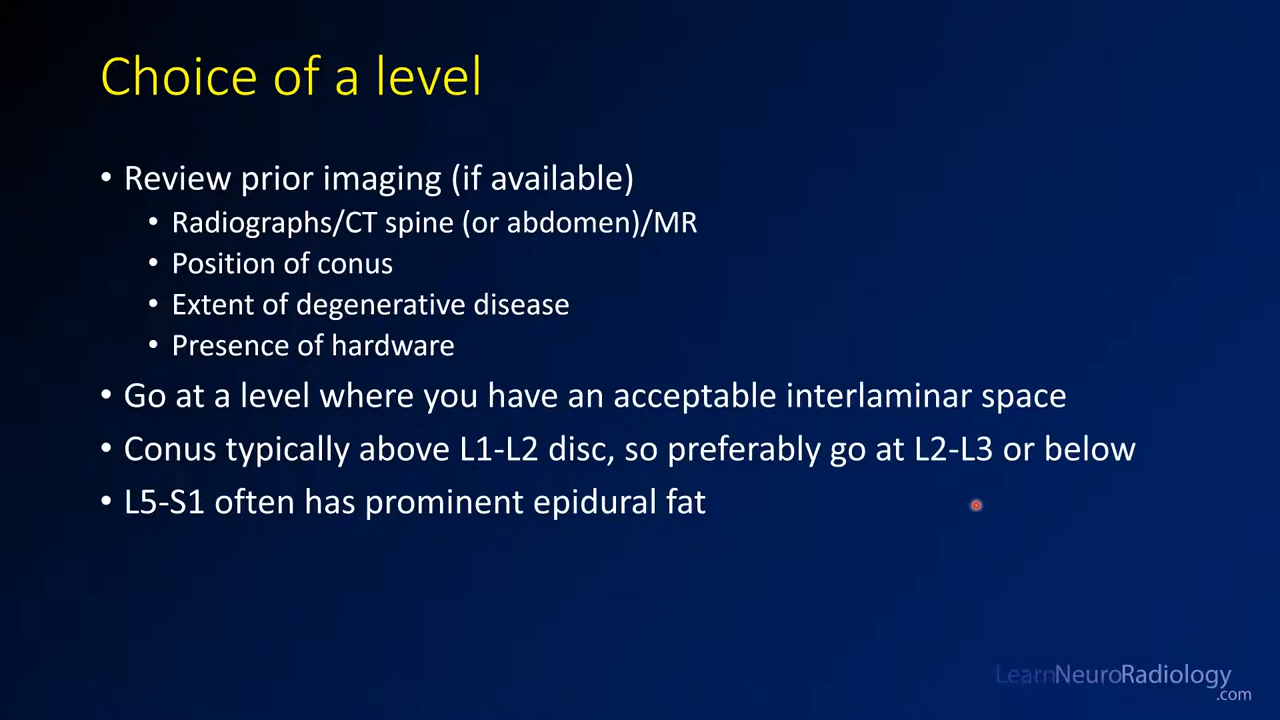 Choice of a level
• Review prior imaging (if available)
• Radiographs/CT spine (or abdomen)/MR
• Position of conus
• Extent of degenerative disease
• Presence of hardware
• Go at a level where you have an acceptable interlaminar space
• Conus typically above L1-L2 disc, so preferably go at L2-L3 or below
• L5-S1 often has prominent epidural fat
LearnNeuroRadiology
.com